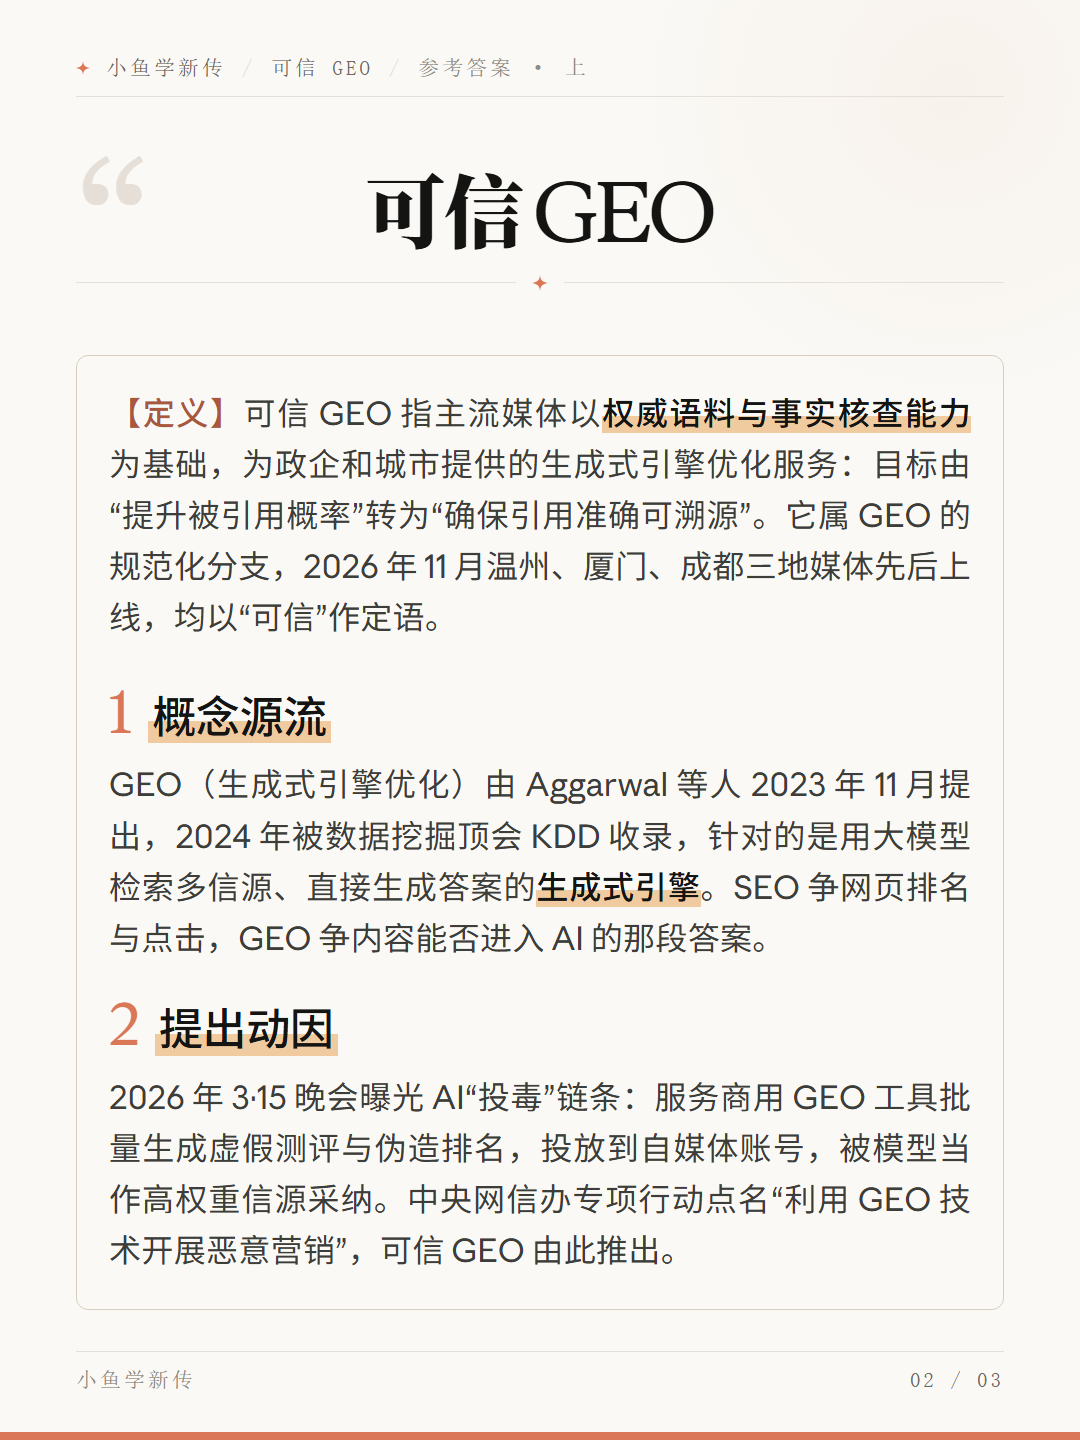 小鱼学新传 / 可信 GEO / 参考答案 • 上
“
可信 GEO
【定义】可信 GEO 指主流媒体以权威语料与事实核查能力
为基础，为政企和城市提供的生成式引擎优化服务：目标由
“提升被引用概率”转为“确保引用准确可溯源”。它属 GEO 的
规范化分支，2026 年 11 月温州、厦门、成都三地媒体先后上
线，均以“可信”作定语。
1 概念源流
GEO（生成式引擎优化）由 Aggarwal 等人 2023 年 11 月提
出，2024 年被数据挖掘顶会 KDD 收录，针对的是用大模型
检索多信源、直接生成答案的生成式引擎。SEO 争网页排名
与点击，GEO 争内容能否进入 AI 的那段答案。
2 提出动因
2026 年 3·15 晚会曝光 AI“投毒”链条：服务商用 GEO 工具批
量生成虚假测评与伪造排名，投放到自媒体账号，被模型当
作高权重信源采纳。中央网信办专项行动点名“利用 GEO 技
术开展恶意营销”，可信 GEO 由此推出。
小鱼学新传
02 / 03